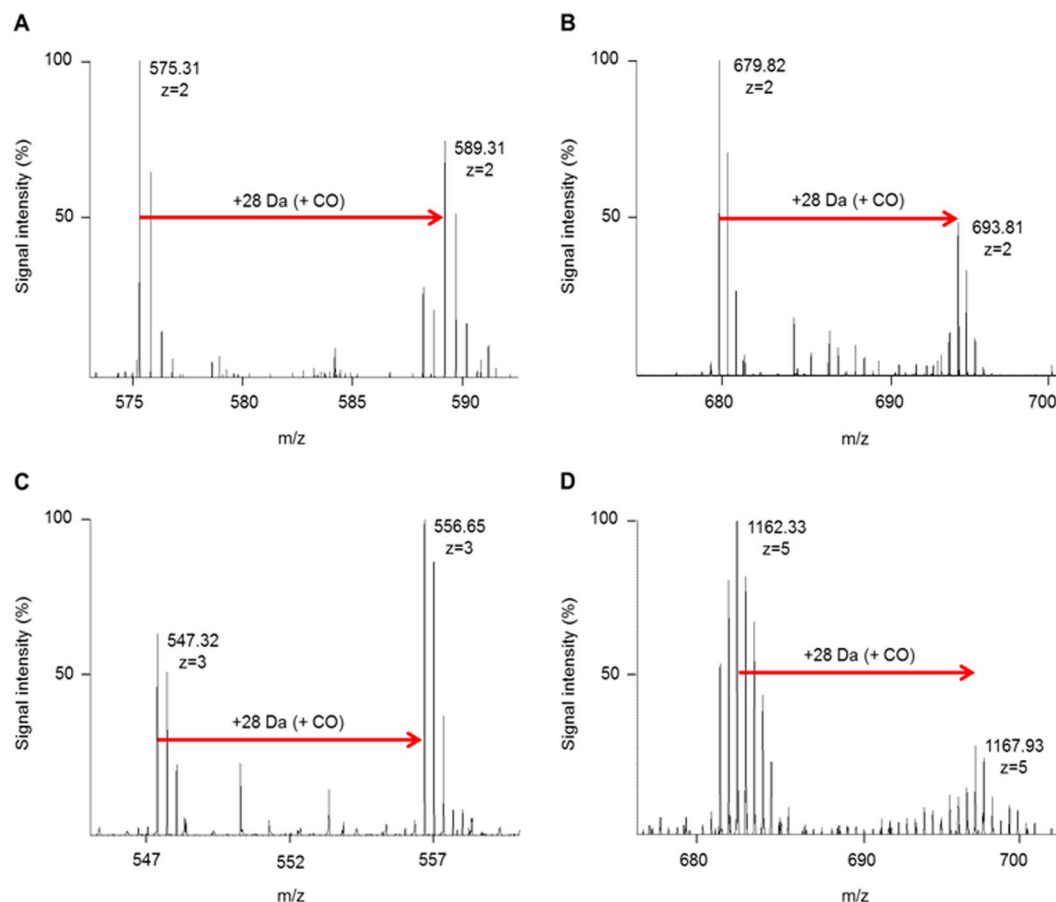 A
Signal intensity (%)
100
50
575.31
z=2
589.31
z=2
+28 Da (+ CO)
575
580
585
590
m/z
B
Signal intensity (%)
100
50
679.82
z=2
693.81
z=2
+28 Da (+ CO)
680
690
700
m/z
C
Signal intensity (%)
100
50
547.32
z=3
556.65
z=3
+28 Da (+ CO)
547
552
557
m/z
D
Signal intensity (%)
100
50
1162.33
z=5
1167.93
z=5
+28 Da (+ CO)
680
690
700
m/z